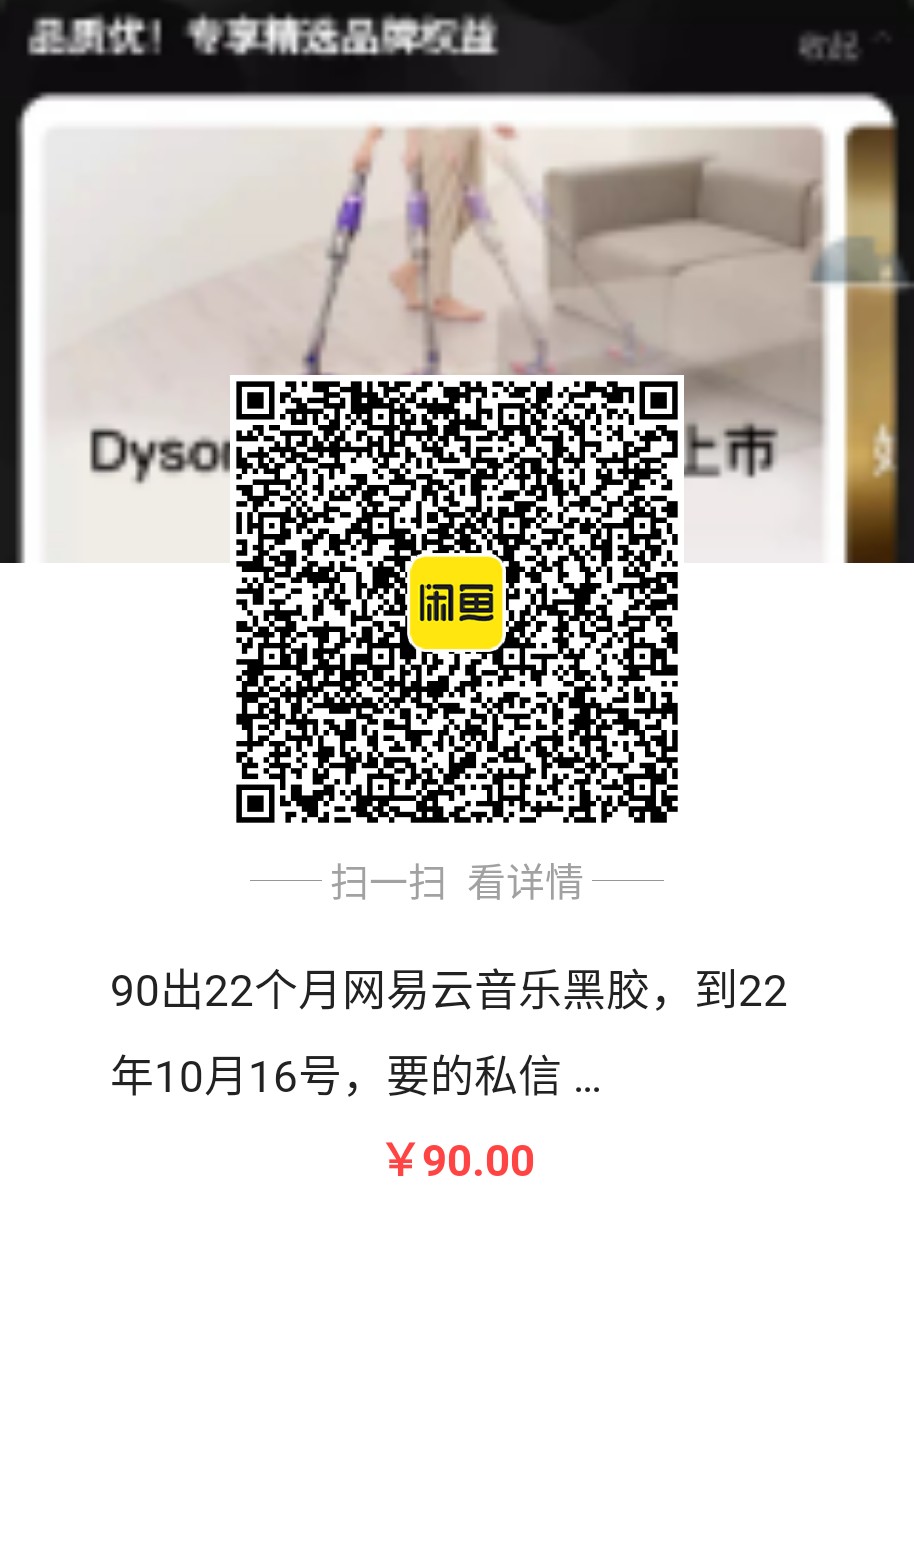 品质优！专享精选品牌权益
收起
Dyson
上市
闲鱼
扫一扫 看详情
90出22个月网易云音乐黑胶，到22
年10月16号，要的私信 ...
￥90.00